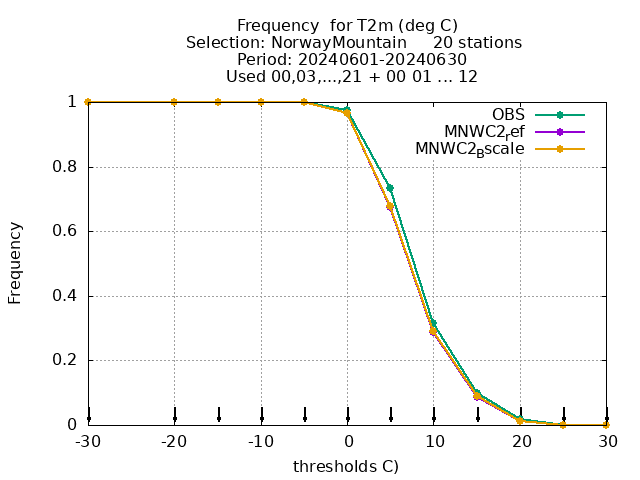 Frequency  for T2m (deg C)
Selection: NorwayMountain     20 stations
Period: 20240601-20240630
Used 00,03,...,21 + 00 01 ... 12
OBS
MNWC2ref
MNWC2Bscale
1
0.8
0.6
0.4
0.2
0
Frequency
-30
-20
-10
0
10
20
30
thresholds C)